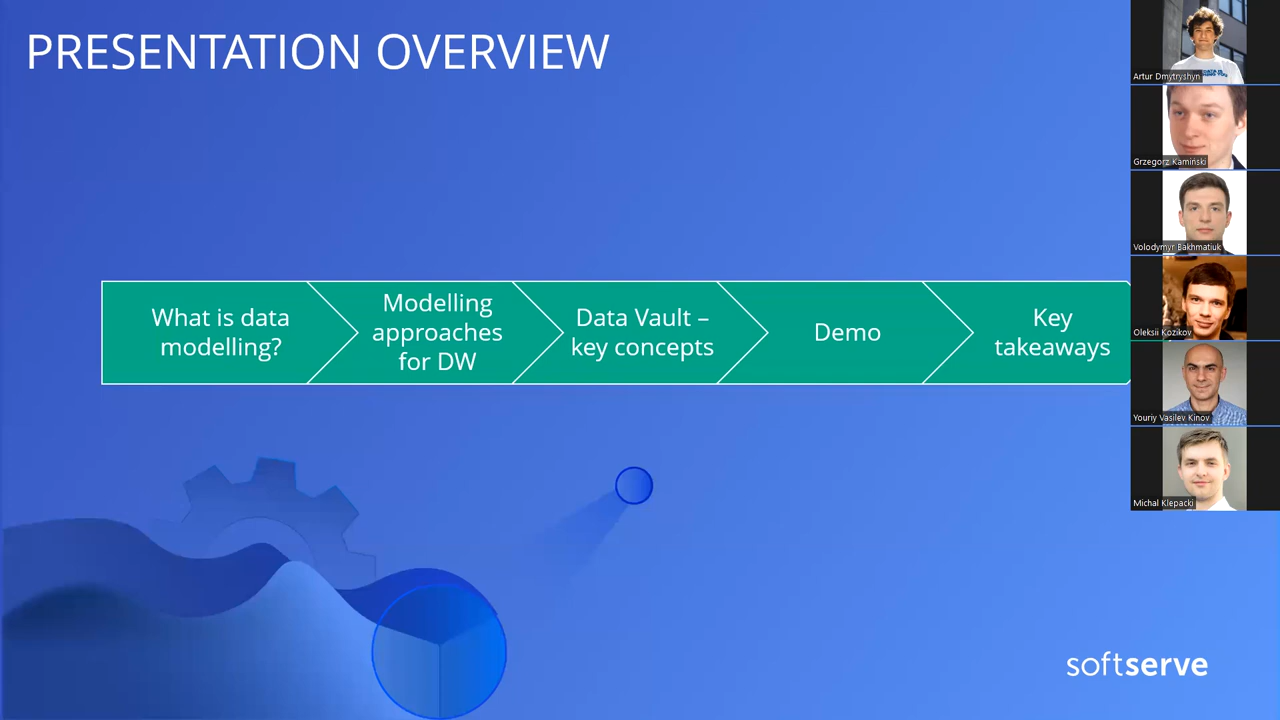 PRESENTATION OVERVIEW
What is data
modelling?
Modelling
approaches
for DW
Data Vault –
key concepts
Demo
Key
takeaways
Artur Dmytryshyn
Grzegorz Kamiński
Volodymyr Bakhmatiuk
Oleksii Kozikov
Youriy Vasilev Kinov
Michal Klepacki
softserve